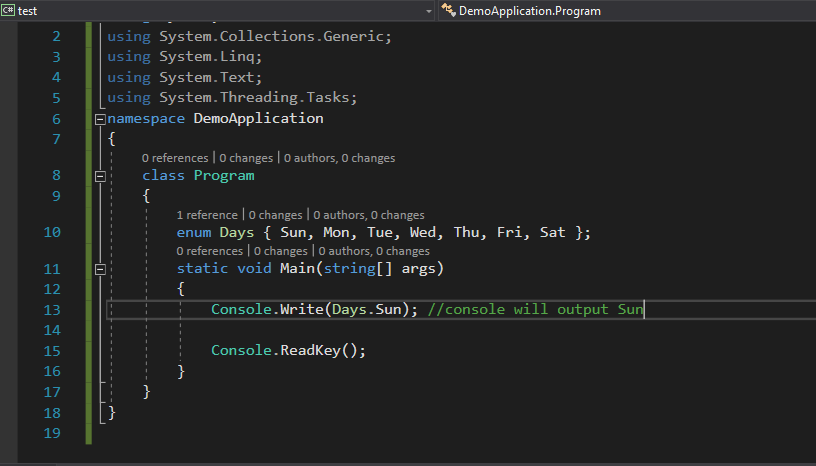 C# test DemoApplication.Program
2 using System.Collections.Generic;
3 using System.Linq;
4 using System.Text;
5 using System.Threading.Tasks;
6 namespace DemoApplication
7 {
0 references | 0 changes | 0 authors, 0 changes
8 class Program
9 {
1 reference | 0 changes | 0 authors, 0 changes
10 enum Days { Sun, Mon, Tue, Wed, Thu, Fri, Sat };
0 references | 0 changes | 0 authors, 0 changes
11 static void Main(string[] args)
12 {
13 Console.Write(Days.Sun); //console will output Sun
14
15 Console.ReadKey();
16 }
17 }
18 }
19